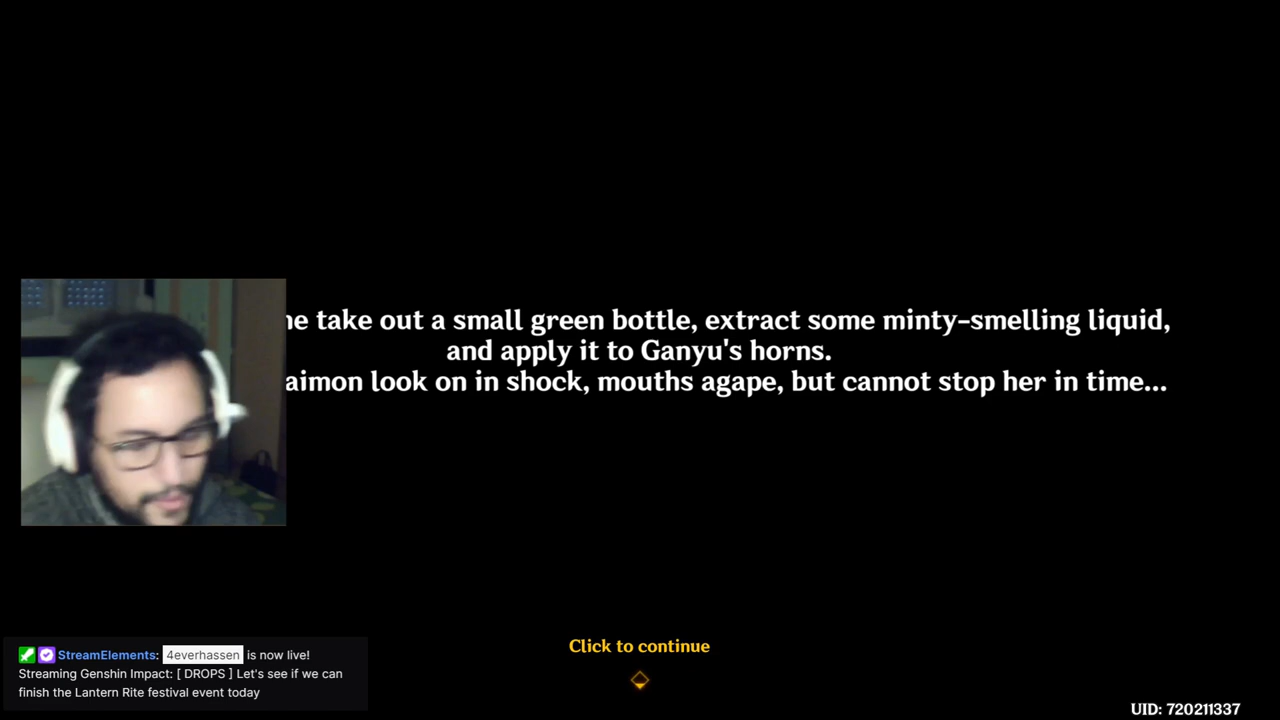 he take out a small green bottle, extract some minty-smelling liquid,
and apply it to Ganyu's horns.
aimon look on in shock, mouths agape, but cannot stop her in time...
StreamElements: 4everhassen is now live!
Streaming Genshin Impact: [ DROPS ] Let's see if we can
finish the Lantern Rite festival event today
Click to continue
UID: 720211337